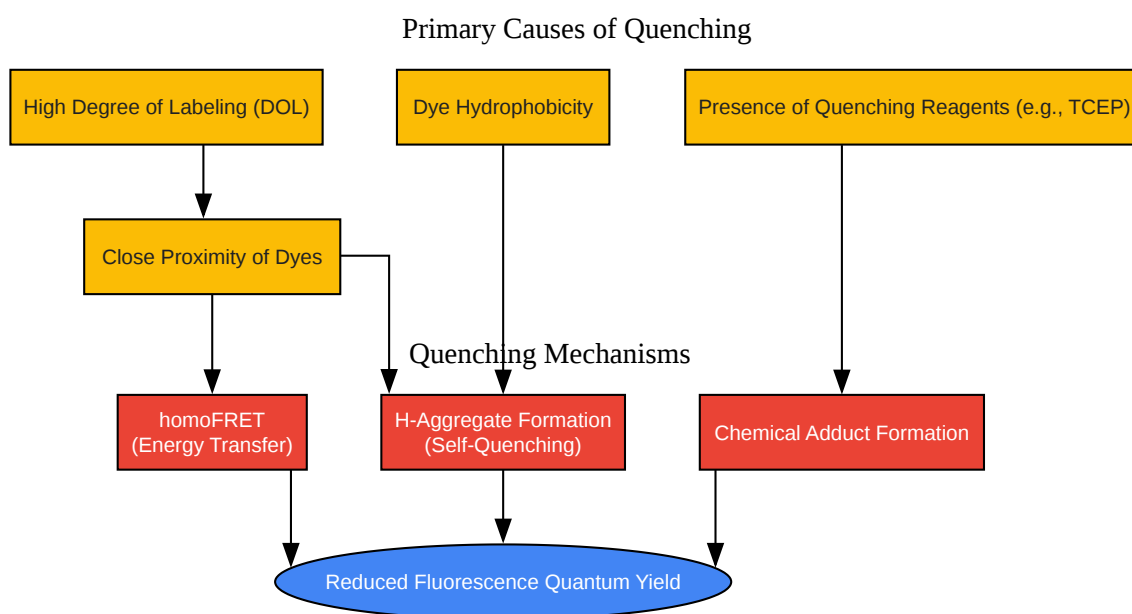 Primary Causes of Quenching
High Degree of Labeling (DOL)
Dye Hydrophobicity
Presence of Quenching Reagents (e.g., TCEP)
Close Proximity of Dyes
Quenching Mechanisms
homoFRET
(Energy Transfer)
H-Aggregate Formation
(Self-Quenching)
Chemical Adduct Formation
Reduced Fluorescence Quantum Yield